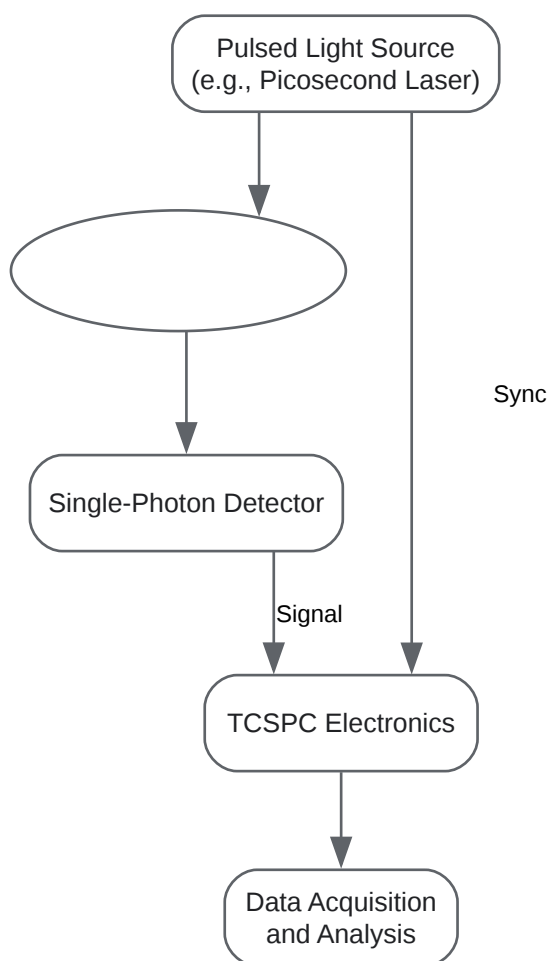 Pulsed Light Source
(e.g., Picosecond Laser)
Sync
Single-Photon Detector
Signal
TCSPC Electronics
Data Acquisition
and Analysis